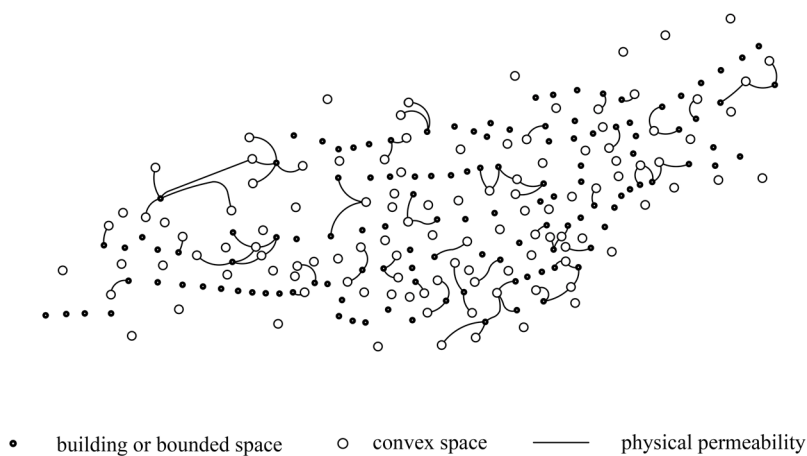 building or bounded space convex space physical permeability